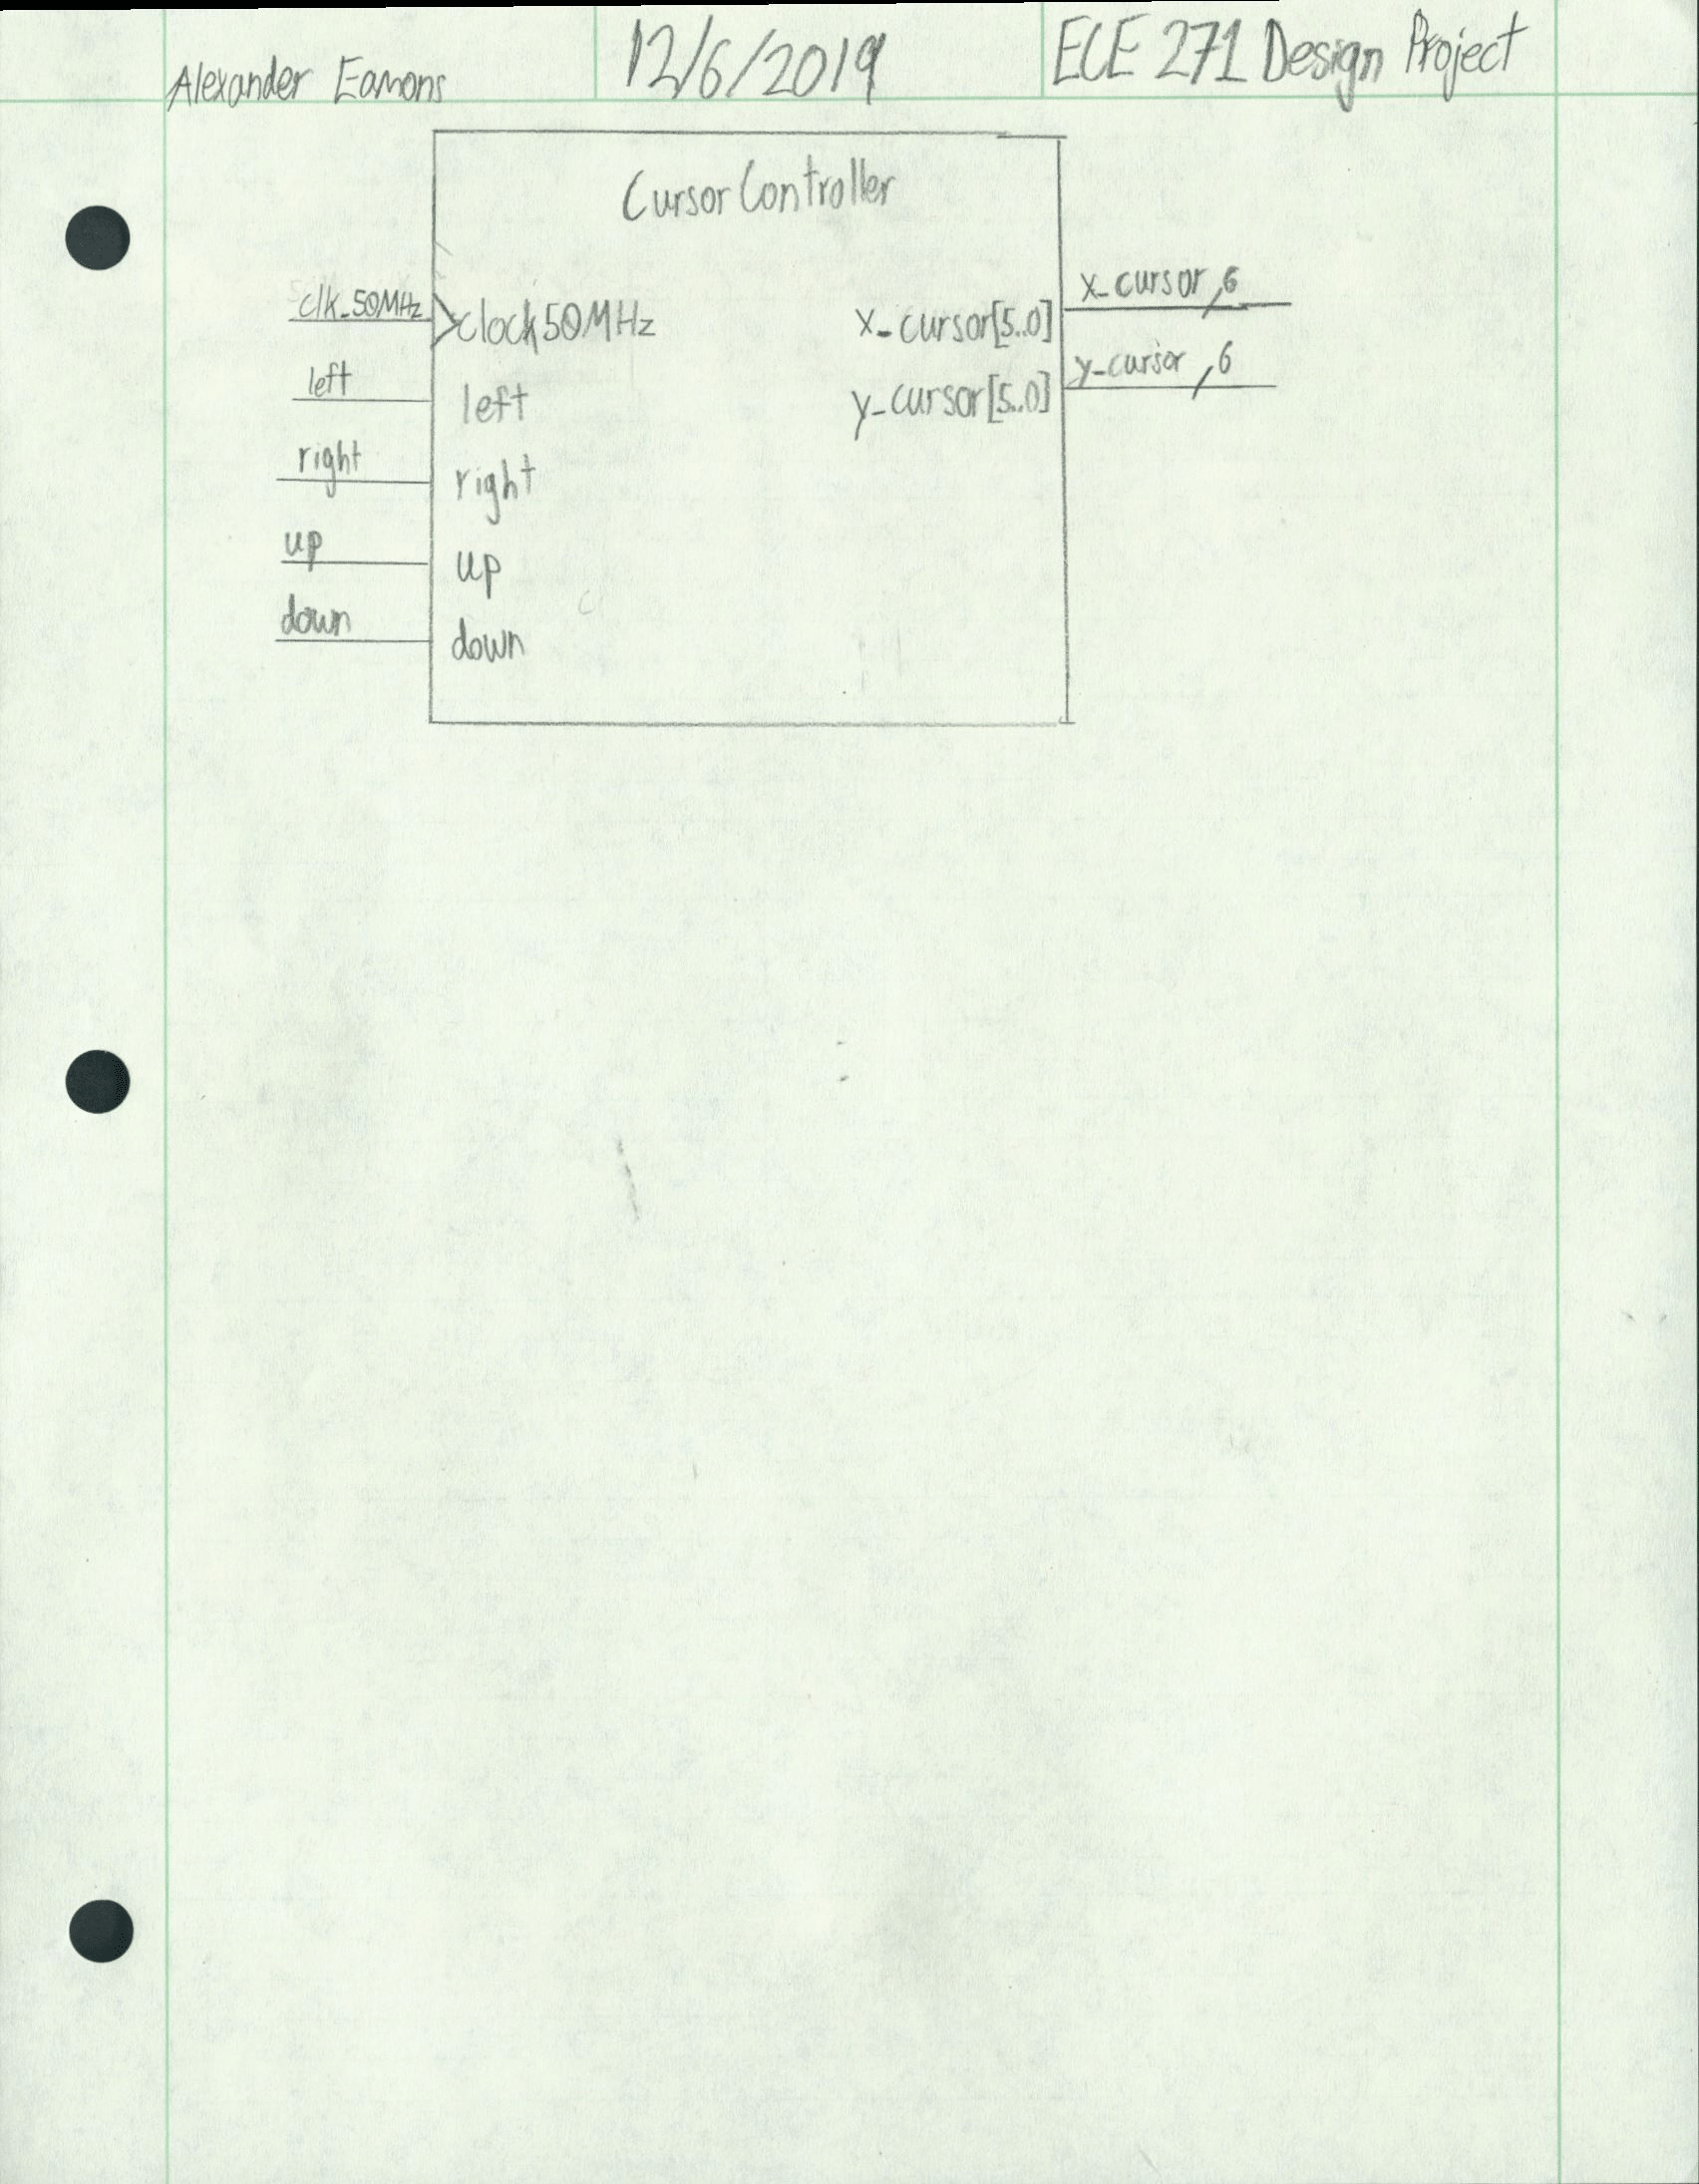 Alexander Eamons 12/6/2019 ECE 271 Design Project
Cursor Controller
clk_50MHz Clock50MHz x_cursor[5..0] x_cursor, 6
left left y_cursor[5..0] y_cursor, 6
right right
up up
down down